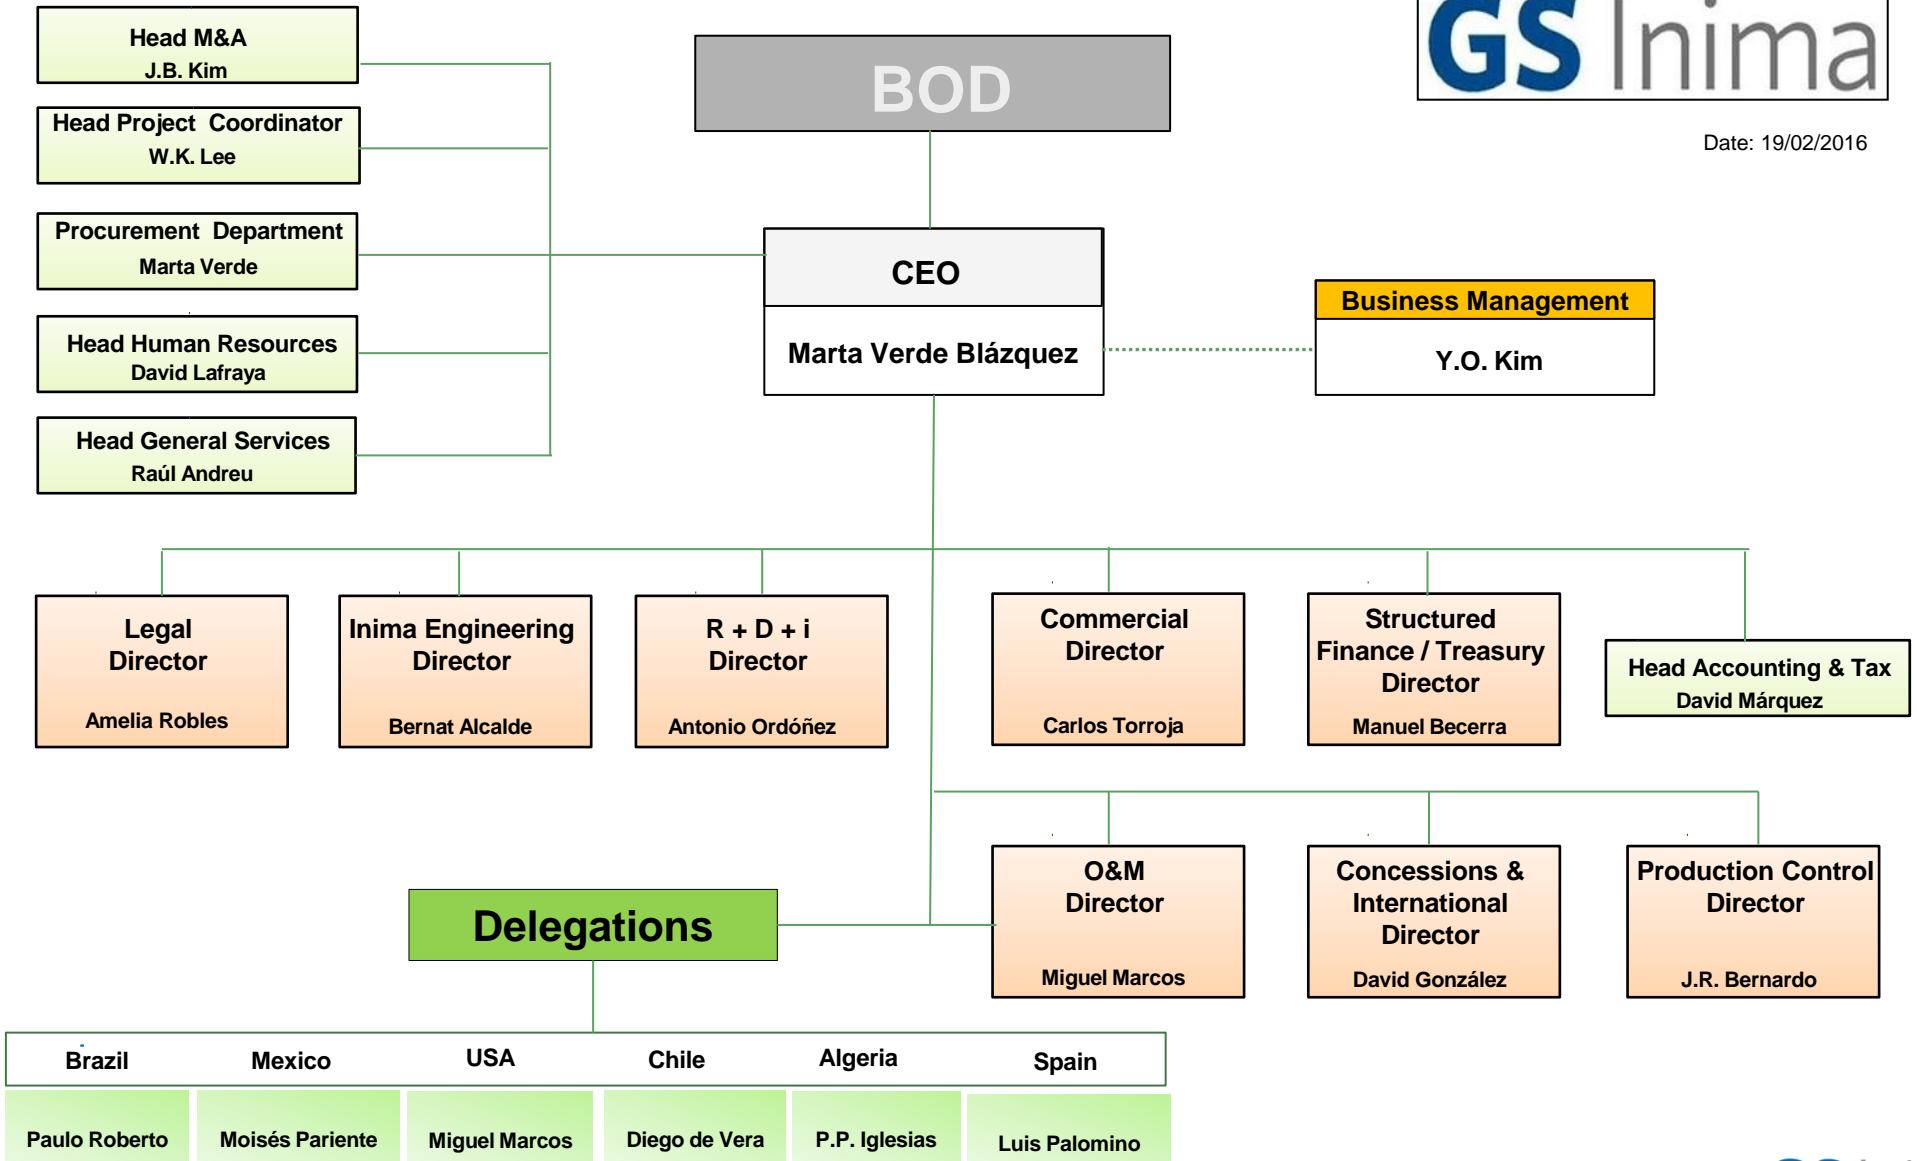 Head M&A
J.B. Kim
BOD
GS Inima
Head Project Coordinator
W.K. Lee
Date: 19/02/2016
Procurement Department
Marta Verde
CEO
Marta Verde Blázquez
Business Management
Y.O. Kim
Head Human Resources
David Lafraya
Head General Services
Raúl Andreu
Legal
Director
Amelia Robles
Inima Engineering
Director
Bernat Alcalde
R + D + i
Director
Antonio Ordóñez
Commercial
Director
Carlos Torroja
Structured
Finance / Treasury
Director
Manuel Becerra
Head Accounting & Tax
David Márquez
O&M
Director
Miguel Marcos
Concessions &
International
Director
David González
Production Control
Director
J.R. Bernardo
Delegations
Brazil Mexico USA Chile Algeria Spain
Paulo Roberto Moisés Pariente Miguel Marcos Diego de Vera P.P. Iglesias Luis Palomino